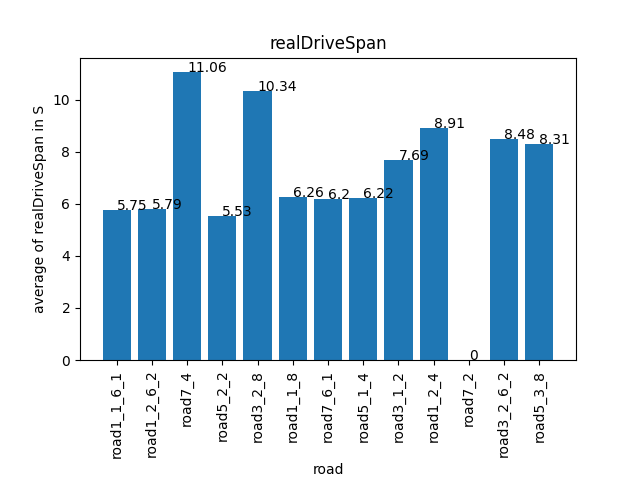 realDriveSpan
average of realDriveSpan in S
10
8
6
4
2
0
5.75
5.79
11.06
5.53
10.34
6.26
6.2
6.22
7.69
8.91
0
8.48
8.31
road1_1_6_1
road1_2_6_2
road7_4
road5_2_2
road3_2_8
road1_1_8
road7_6_1
road5_1_4
road3_1_2
road1_2_4
road7_2
road3_2_6_2
road5_3_8
road